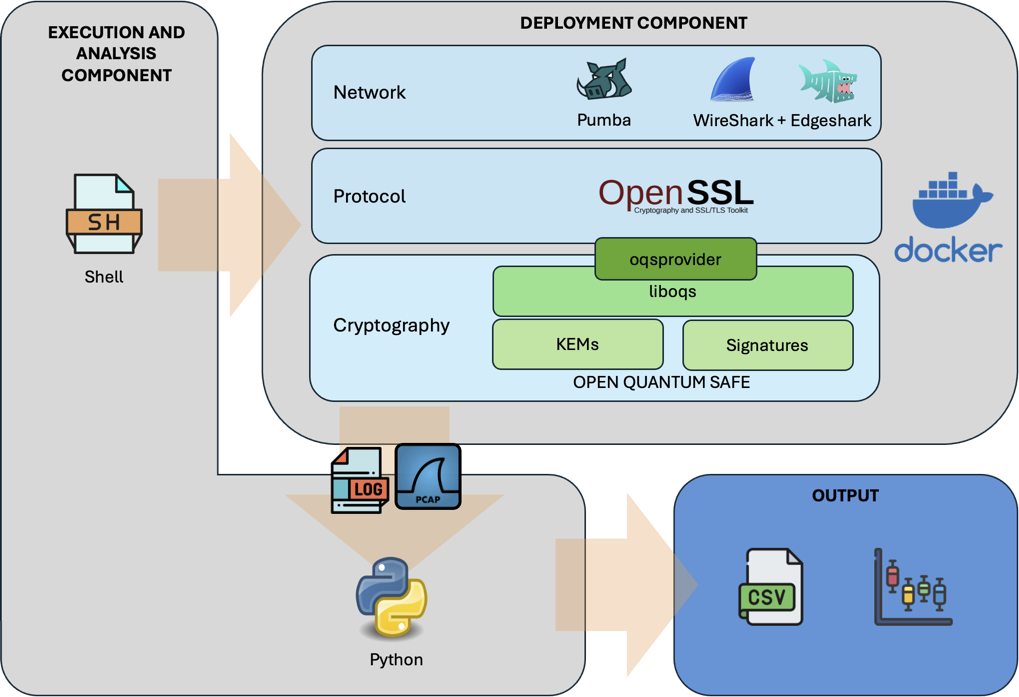 EXECUTION AND
ANALYSIS
COMPONENT
SH
Shell
DEPLOYMENT COMPONENT
Network
Pumba
WireShark + Edgeshark
Protocol
OpenSSL
Cryptography and SSL/TLS Toolkit
docker
oqsprovider
liboqs
Cryptography
KEMs
Signatures
OPEN QUANTUM SAFE
LOG
PCAP
Python
OUTPUT
CSV